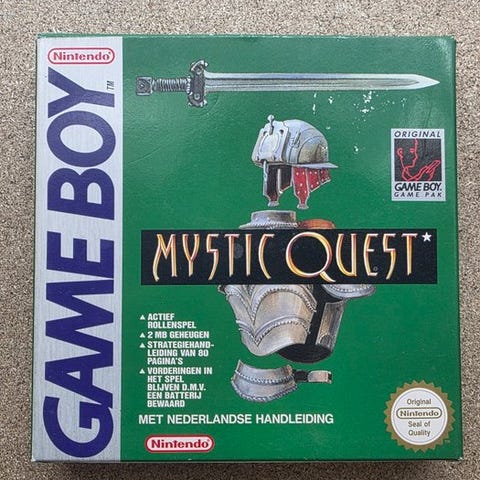 Nintendo
GAME BOY
TM
ORIGINAL
GAME BOY
GAME PAK
MYSTIC QUEST
ACTIEF
ROLLENSPEL
2 MB GEHEUGEN
STRATEGIEHAND-
LEIDING VAN 80
PAGINA'S
VORDERINGEN IN
HET SPEL
BLIJVEN D.M.V.
EEN BATTERIJ
BEWAARD
MET NEDERLANDSE HANDLEIDING
Nintendo
Original
Nintendo
Seal of
Quality